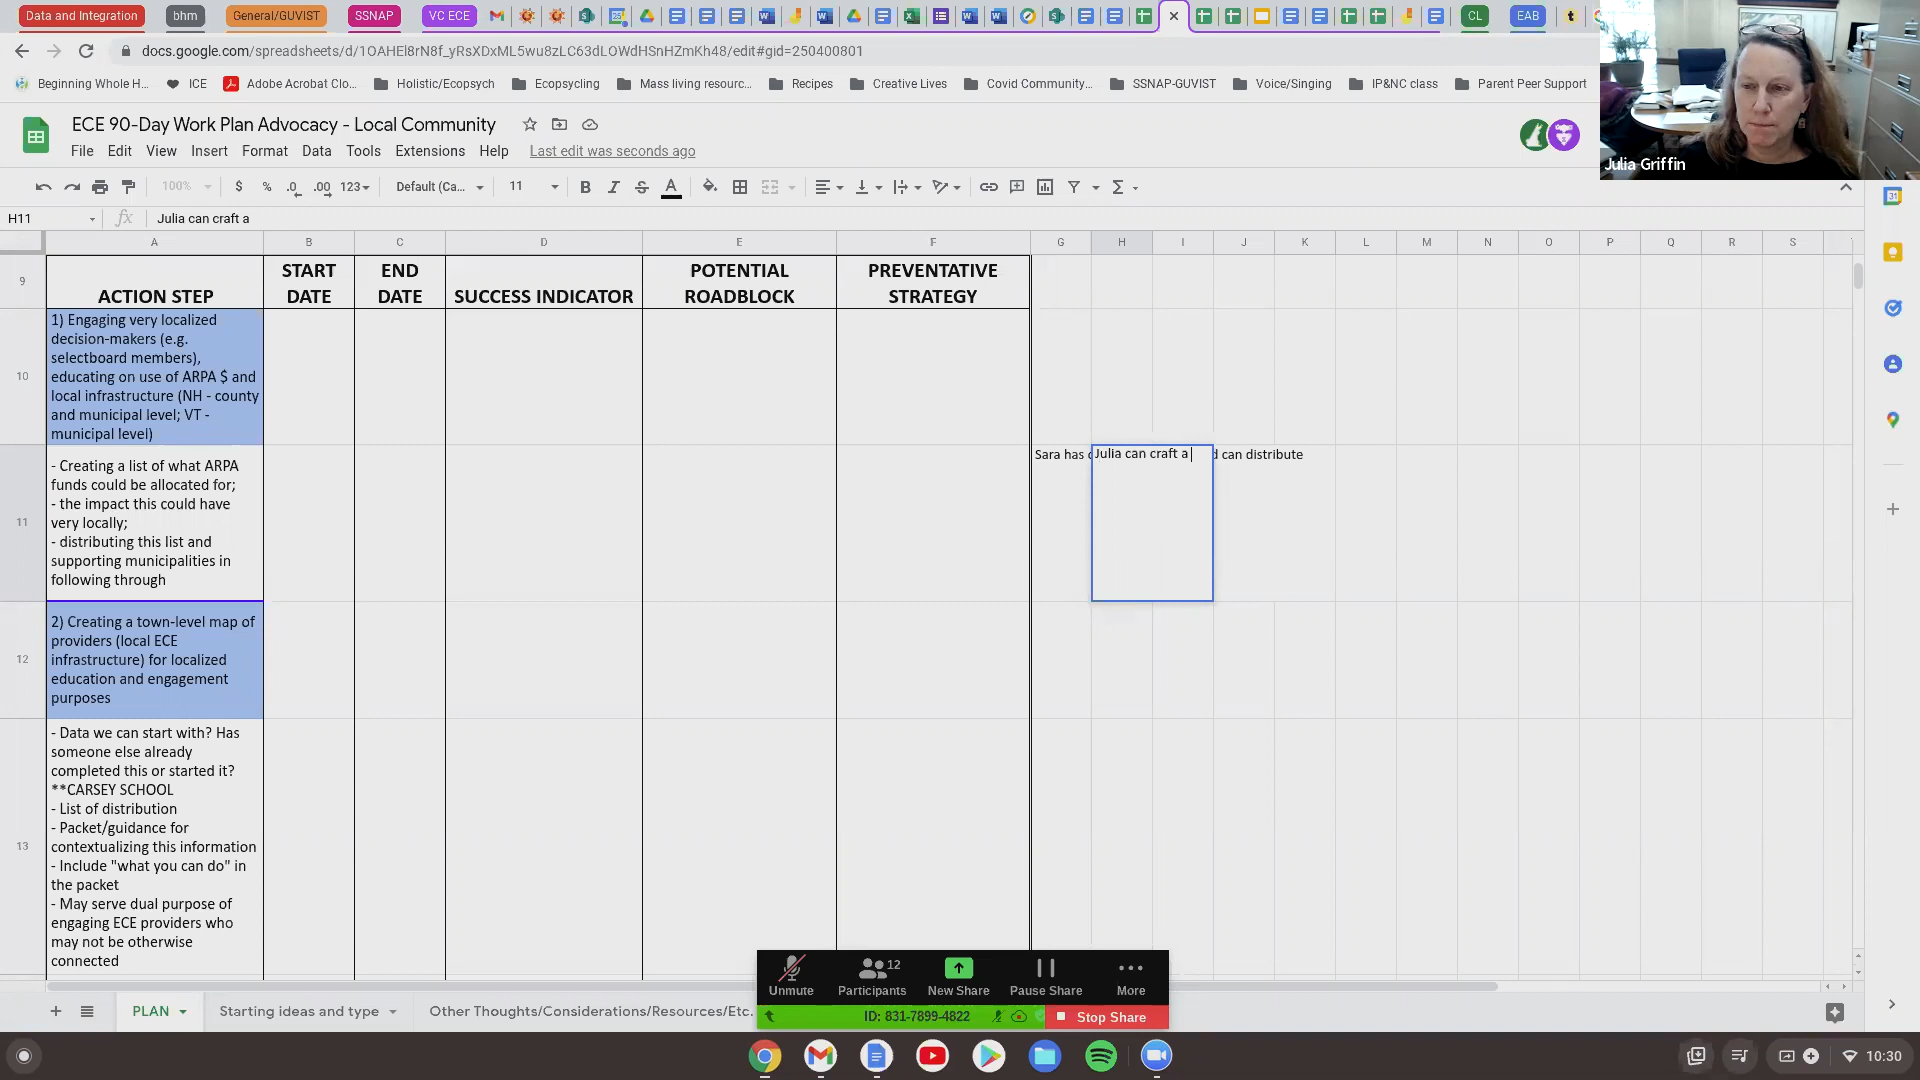 Data and Integration
bhm
General/GUVIST
SSNAP
VC ECE
CL
EAB
docs.google.com/spreadsheets/d/1OAHEl8rN8f_yRsXDxML5wu8zLC63dLOWdHSnHZmKh48/edit#gid=250400801
Beginning Whole H...
ICE
Adobe Acrobat Clo...
Holistic/Ecopsych
Ecopsycling
Mass living resourc...
Recipes
Creative Lives
Covid Community...
SSNAP-GUVIST
Voice/Singing
IP&NC class
Parent Peer Support
Julia Griffin
ECE 90-Day Work Plan Advocacy - Local Community
File Edit View Insert Format Data Tools Extensions Help Last edit was seconds ago
100% $ % .0 .00 123 Default (Ca... 11 B I S A
H11 fx Julia can craft a
A B C D E F G H I J K L M N O P Q R S
9
ACTION STEP
START
DATE
END
DATE
SUCCESS INDICATOR
POTENTIAL
ROADBLOCK
PREVENTATIVE
STRATEGY
10
1) Engaging very localized
decision-makers (e.g.
selectboard members),
educating on use of ARPA $ and
local infrastructure (NH - county
and municipal level; VT -
municipal level)
11
- Creating a list of what ARPA
funds could be allocated for;
- the impact this could have
very locally;
- distributing this list and
supporting municipalities in
following through
Sara has
Julia can craft a
d can distribute
12
2) Creating a town-level map of
providers (local ECE
infrastructure) for localized
education and engagement
purposes
13
- Data we can start with? Has
someone else already
completed this or started it?
**CARSEY SCHOOL
- List of distribution
- Packet/guidance for
contextualizing this information
- Include "what you can do" in
the packet
- May serve dual purpose of
engaging ECE providers who
may not be otherwise
connected
Unmute
12
Participants
New Share
Pause Share
More
ID: 831-7899-4822
Stop Share
PLAN
Starting ideas and type
Other Thoughts/Considerations/Resources/Etc.
10:30